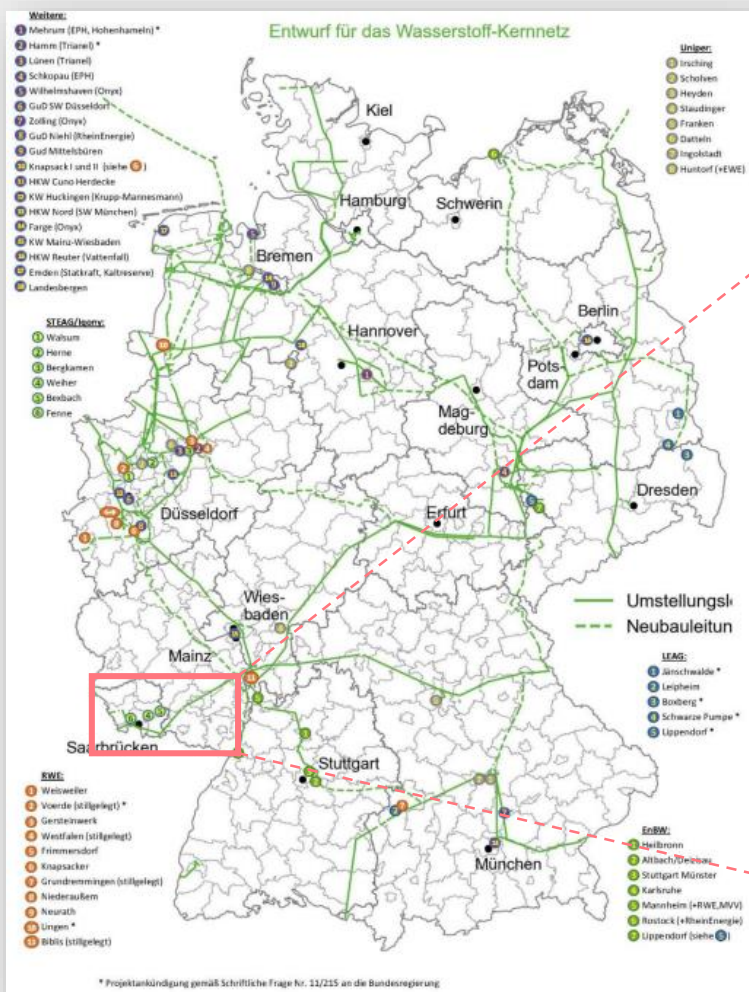 Entwurf für das Wasserstoff-Kernnetz
Weitere:
1 Mehrum (EPH, Hohenhameln) *
2 Hamm (Trianel) *
3 Lünen (Trianel)
4 Schkopau (EPH)
5 Wilhelmshaven (Onyx)
6 GuD SW Düsseldorf
7 Zolling (Onyx)
8 GuD Niehl (RheinEnergie)
9 Gud Mittelsbüren
10 Knapsack I und II (siehe 6)
11 HKW Cuno Herdecke
12 KW Huckingen (Krupp-Mannesmann)
13 HKW Nord (SW München)
14 Farge (Onyx)
15 KW Mainz-Wiesbaden
16 HKW Reuter (Vattenfall)
17 Emden (Statkraft, Kaltreserve)
18 Landesbergen
STEAG/Iqony:
1 Walsum
2 Herne
3 Bergkamen
4 Weiher
5 Bexbach
6 Fenne
Uniper:
1 Irsching
2 Scholven
3 Heyden
4 Staudinger
5 Franken
6 Datteln
7 Ingolstadt
8 Huntorf (+EWE)
Kiel
Hamburg
Schwerin
Bremen
Hannover
Berlin
Pots-
dam
Mag-
deburg
Düsseldorf
Erfurt
Dresden
Wies-
baden
Mainz
Saarbrücken
Stuttgart
München
Umstellungsl
Neubauleitun
LEAG:
1 Jänschwalde *
2 Leipheim
3 Boxberg *
4 Schwarze Pumpe *
5 Lippendorf *
RWE:
1 Weisweiler
2 Voerde (stillgelegt) *
3 Gersteinwerk
4 Westfalen (stillgelegt)
5 Frimmersdorf
6 Knapsacker
7 Grundremmingen (stillgelegt)
8 Niederaußem
9 Neurath
10 Lingen *
11 Biblis (stillgelegt)
EnBW:
1 Heilbronn
2 Altbach/Deizisau
3 Stuttgart Münster
4 Karlsruhe
5 Mannheim (+RWE,MVV)
6 Rostock (+RheinEnergie)
7 Lippendorf (siehe 5)
* Projektankündigung gemäß Schriftliche Frage Nr. 11/215 an die Bundesregierung